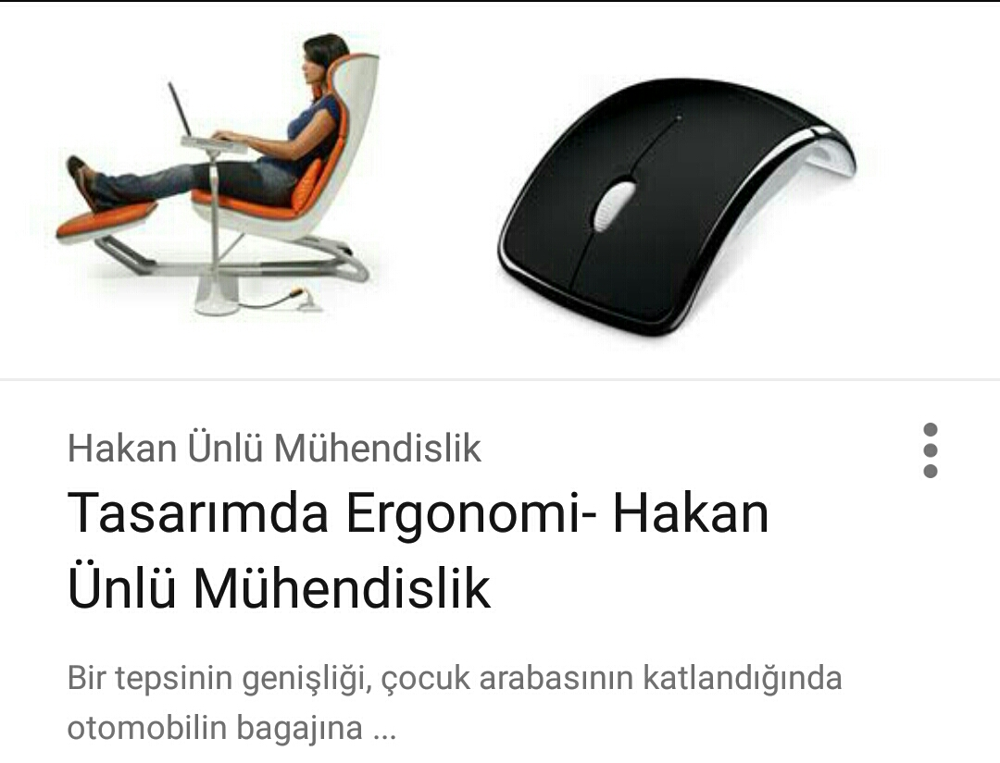 Hakan Ünlü Mühendislik
Tasarımda Ergonomi- Hakan
Ünlü Mühendislik
Bir tepsinin genişliği, çocuk arabasının katlandığında
otomobilin bagajına ...